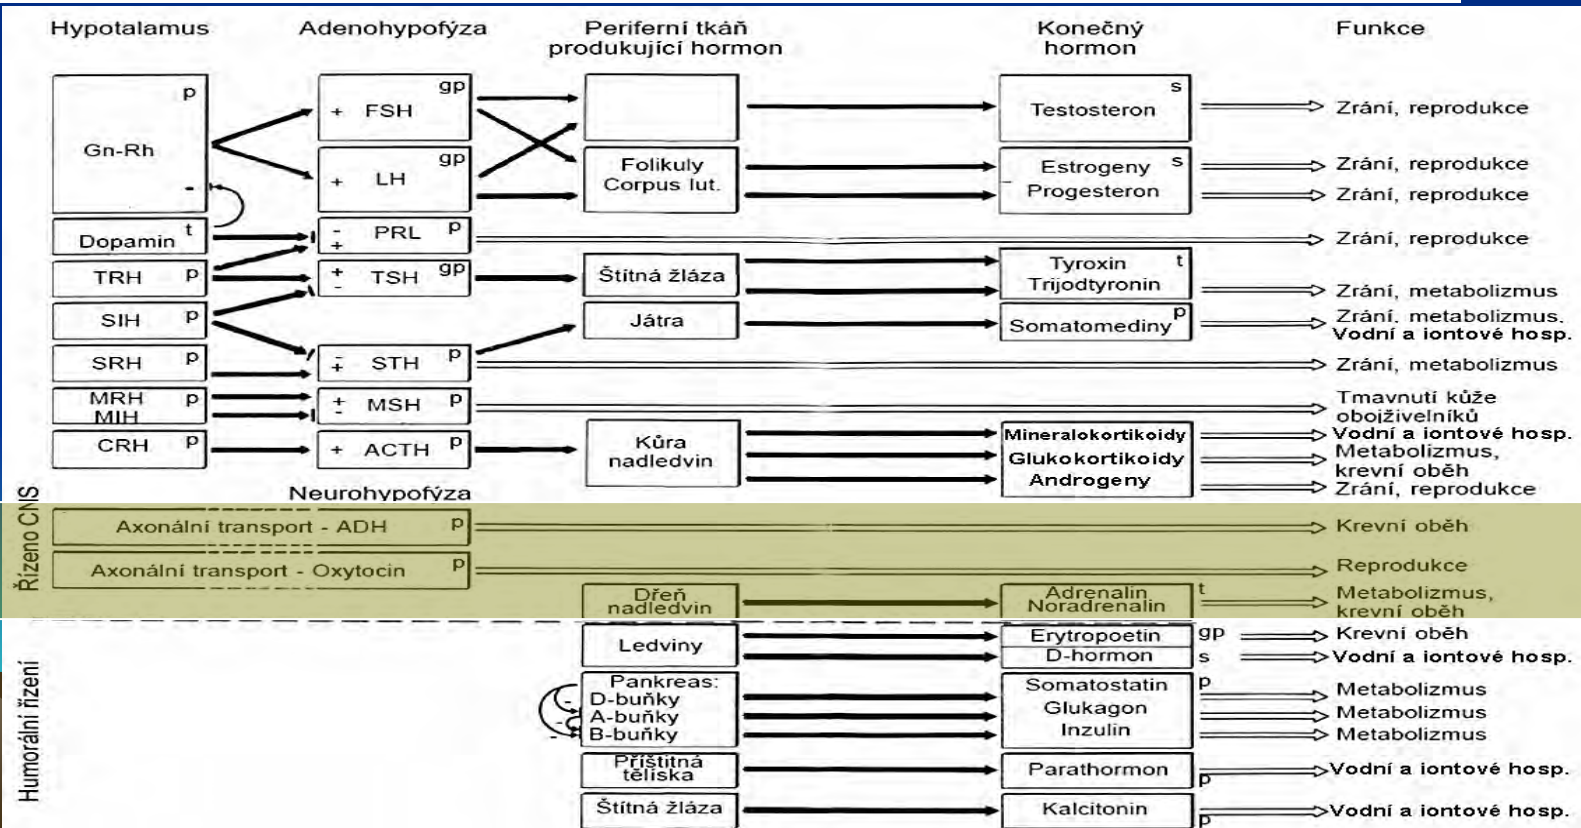 Hypotalamus
Adenohypofýza
Periferní tkáň
produkující hormon
Konečný
hormon
Funkce
p
Gn-Rh
-
gp
+ FSH
s
Testosteron
Zrání, reprodukce
gp
+ LH
Folikuly
Corpus lut.
Estrogeny s
- Progesteron
Zrání, reprodukce
Zrání, reprodukce
Dopamin t
- PRL p
+
Zrání, reprodukce
TRH p
+ TSH gp
-
Štítná žláza
Tyroxin t
Trijodtyronin
Zrání, metabolizmus
SIH p
Játra
Somatomediny p
Zrání, metabolizmus.
Vodní a iontové hosp.
SRH p
- STH p
+
Zrání, metabolizmus
MRH p
MIH
+ MSH p
-
Tmavnutí kůže
obojživelníků
CRH p
+ ACTH p
Kůra
nadledvin
Mineralokortikoidy
Glukokortikoidy
Androgeny
Vodní a iontové hosp.
Metabolizmus,
krevní oběh
Zrání, reprodukce
Neurohypofýza
Řízeno CNS
Axonální transport - ADH p
Krevní oběh
Axonální transport - Oxytocin p
Reprodukce
Dřeň
nadledvin
Adrenalin t
Noradrenalin
Metabolizmus,
krevní oběh
Humorální řízení
Ledviny
Erytropoetin gp
D-hormon s
Krevní oběh
Vodní a iontové hosp.
Pankreas:
- D-buňky
- A-buňky
- B-buňky
Somatostatin p
Glukagon
Inzulin
Metabolizmus
Metabolizmus
Metabolizmus
Příštitná
tělíska
Parathormon p
Vodní a iontové hosp.
Štítná žláza
Kalcitonin p
Vodní a iontové hosp.